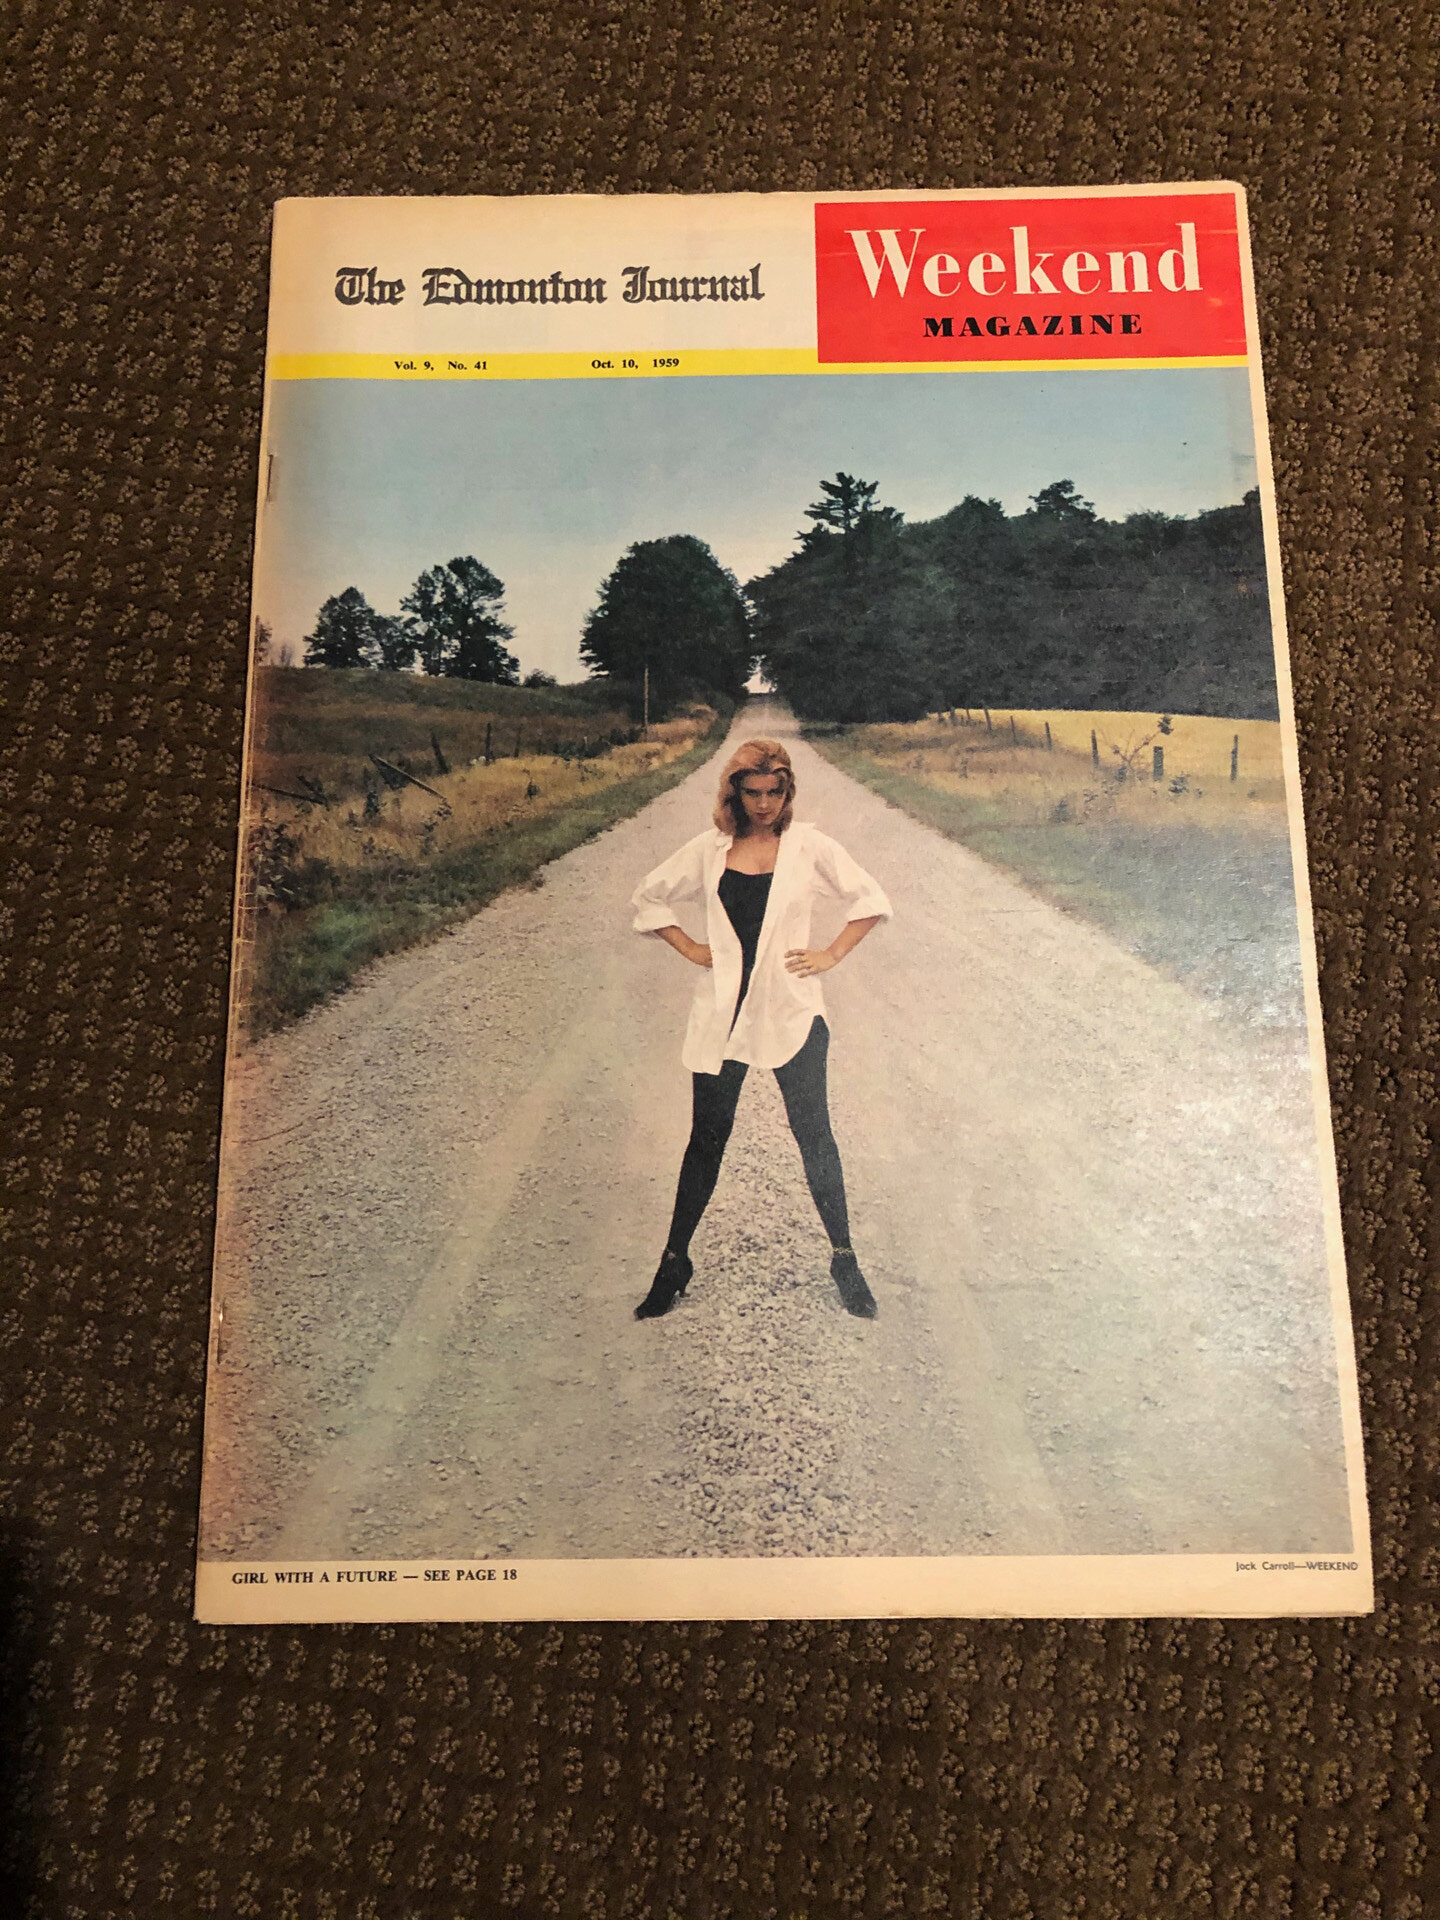 The Edmonton Journal
Weekend
MAGAZINE
Vol. 9, No. 41 Oct. 10, 1959
GIRL WITH A FUTURE — SEE PAGE 18
Jock Carroll—WEEKEND